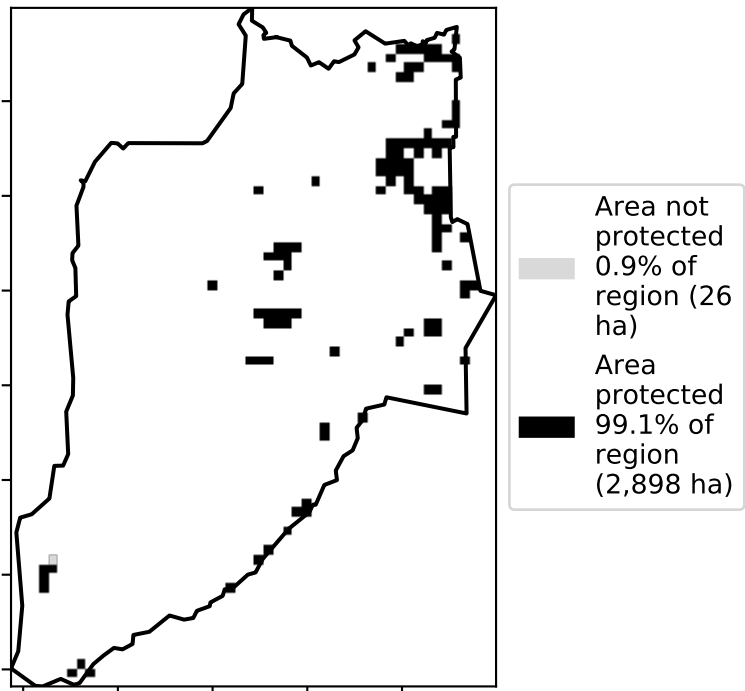 Area not
protected
0.9% of
region (26
ha)
Area
protected
99.1% of
region
(2,898 ha)